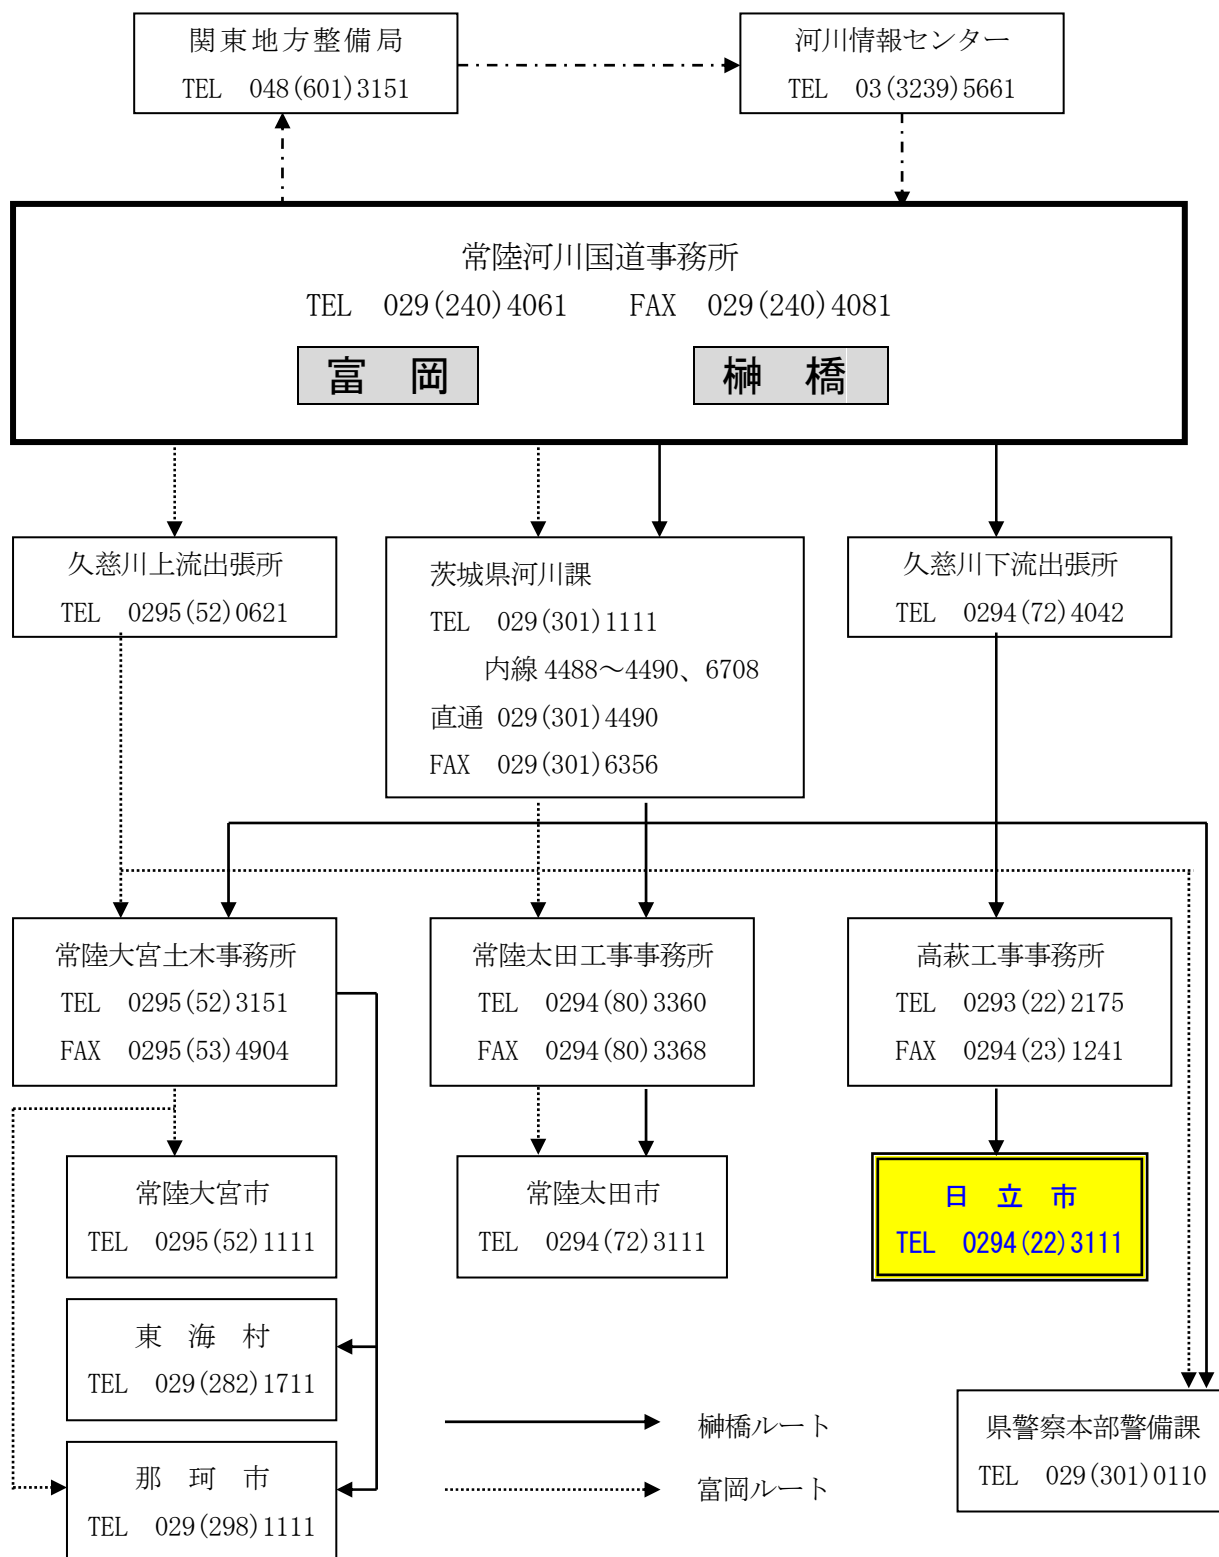 関東地方整備局
TEL 048(601)3151
河川情報センター
TEL 03(3239)5661
常陸河川国道事務所
TEL 029(240)4061 FAX 029(240)4081
富 岡
榊 橋
久慈川上流出張所
TEL 0295(52)0621
茨城県河川課
TEL 029(301)1111
内線 4488～4490、6708
直通 029(301)4490
FAX 029(301)6356
久慈川下流出張所
TEL 0294(72)4042
常陸大宮土木事務所
TEL 0295(52)3151
FAX 0295(53)4904
常陸太田工事事務所
TEL 0294(80)3360
FAX 0294(80)3368
高萩工事事務所
TEL 0293(22)2175
FAX 0294(23)1241
常陸大宮市
TEL 0295(52)1111
常陸太田市
TEL 0294(72)3111
日 立 市
TEL 0294(22)3111
東 海 村
TEL 029(282)1711
那 珂 市
TEL 029(298)1111
榊橋ルート
富岡ルート
県警察本部警備課
TEL 029(301)0110